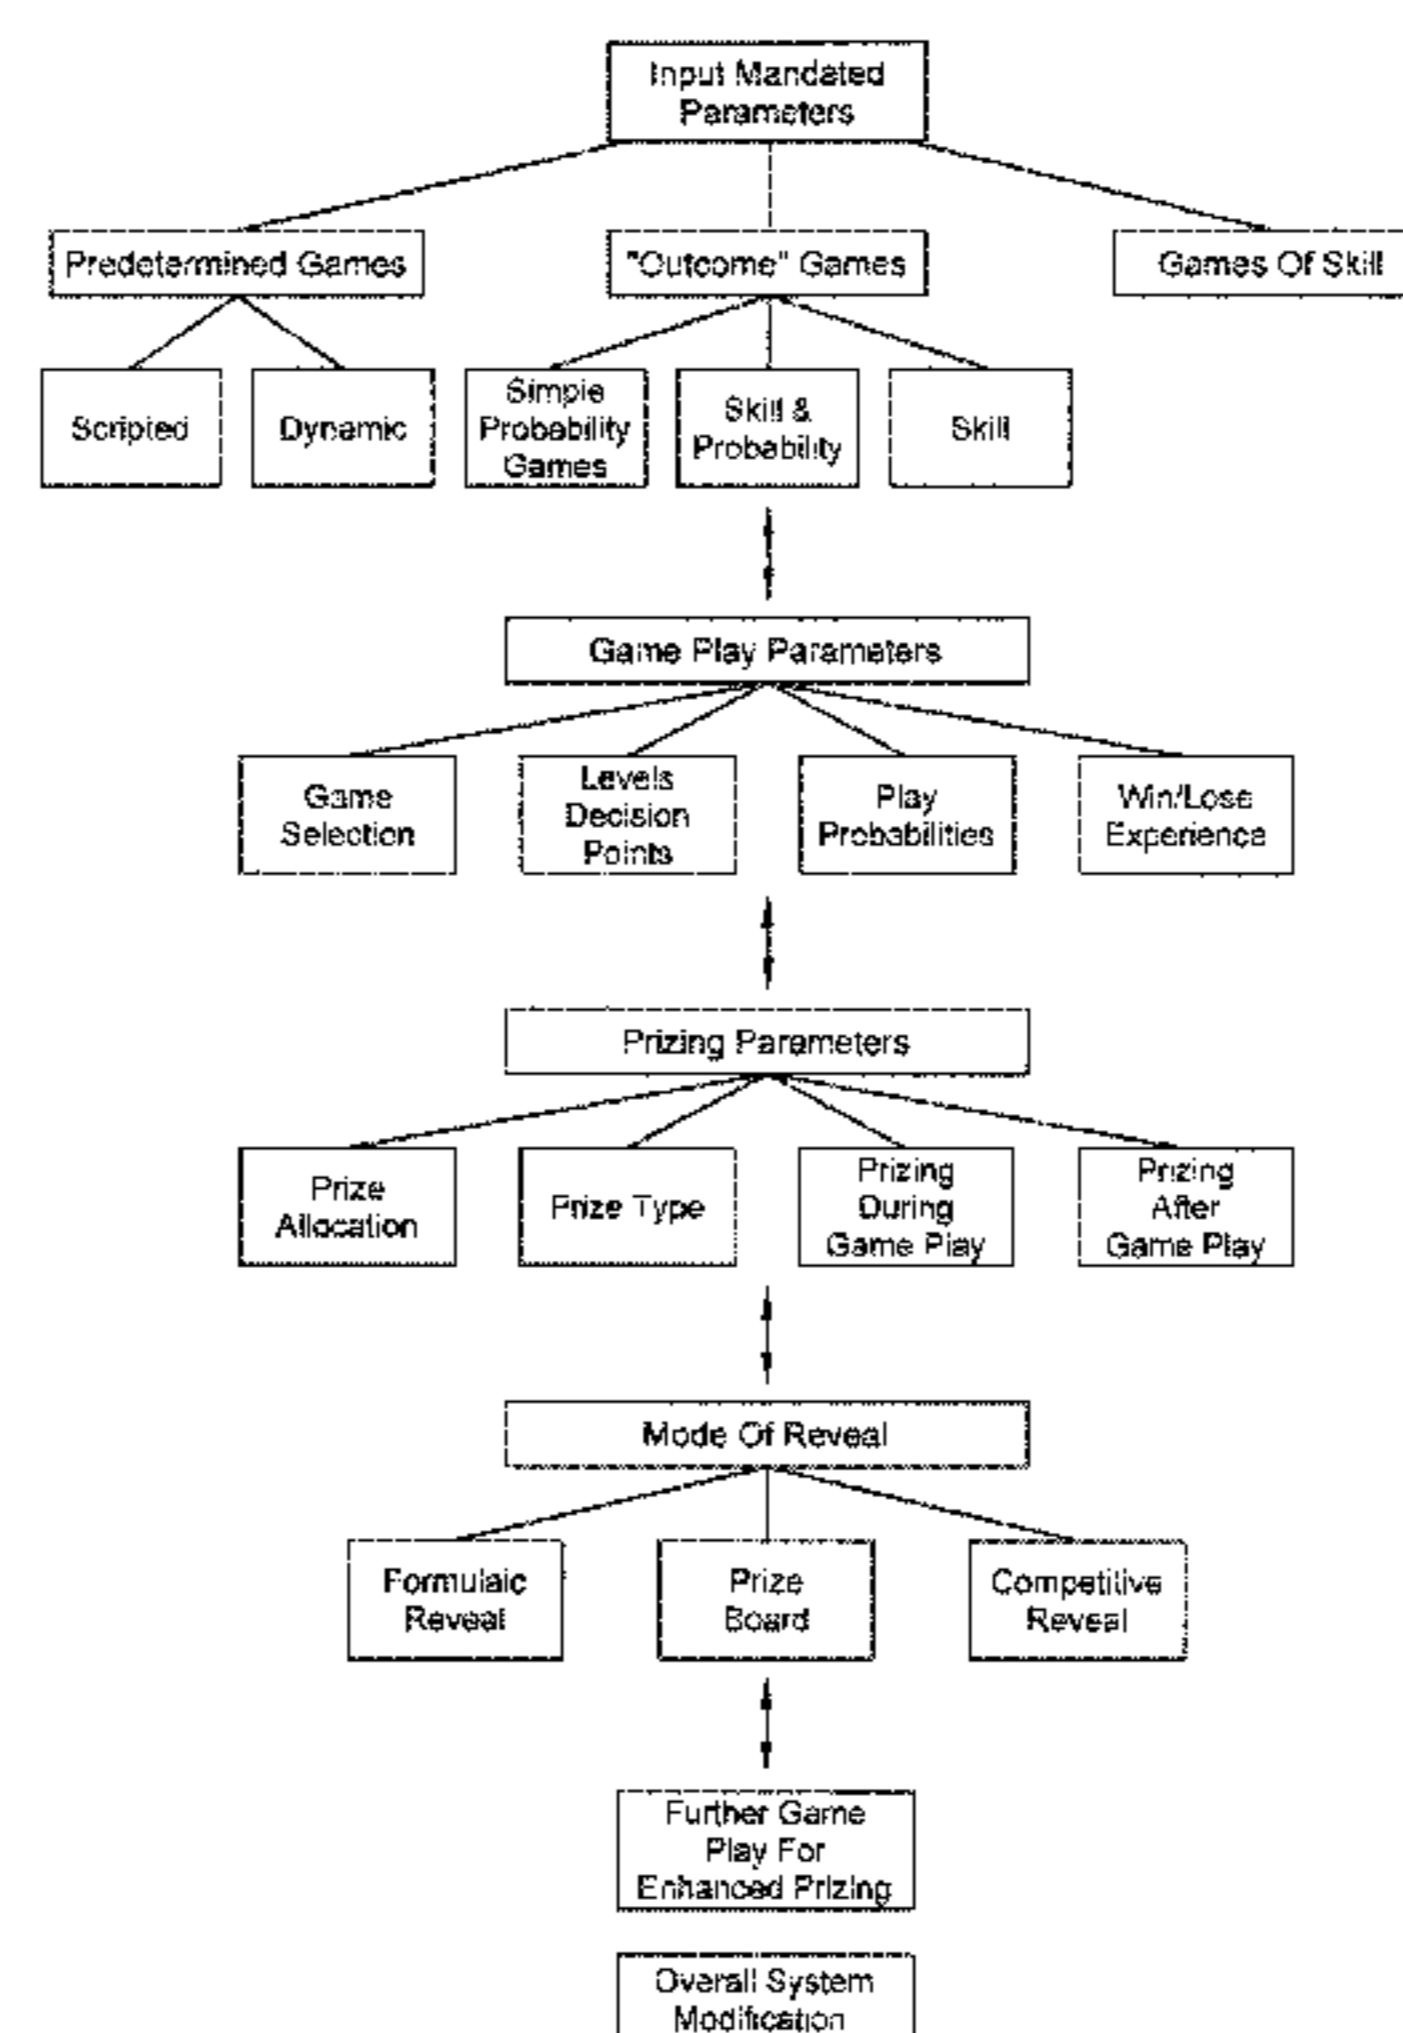 Input Mandated
Parameters
Predetermined Games
"Outcome" Games
Games Of Skill
Scripted
Dynamic
Simple
Probability
Games
Skill &
Probability
Skill
Game Play Parameters
Game
Selection
Levels
Decision
Points
Play
Probabilities
Win/Lose
Experience
Prizing Parameters
Prize
Allocation
Prize Type
Prizing
During
Game Play
Prizing
After
Game Play
Mode Of Reveal
Formulaic
Reveal
Prize
Board
Competitive
Reveal
Further Game
Play For
Enhanced Prizing
Overall System
Modification